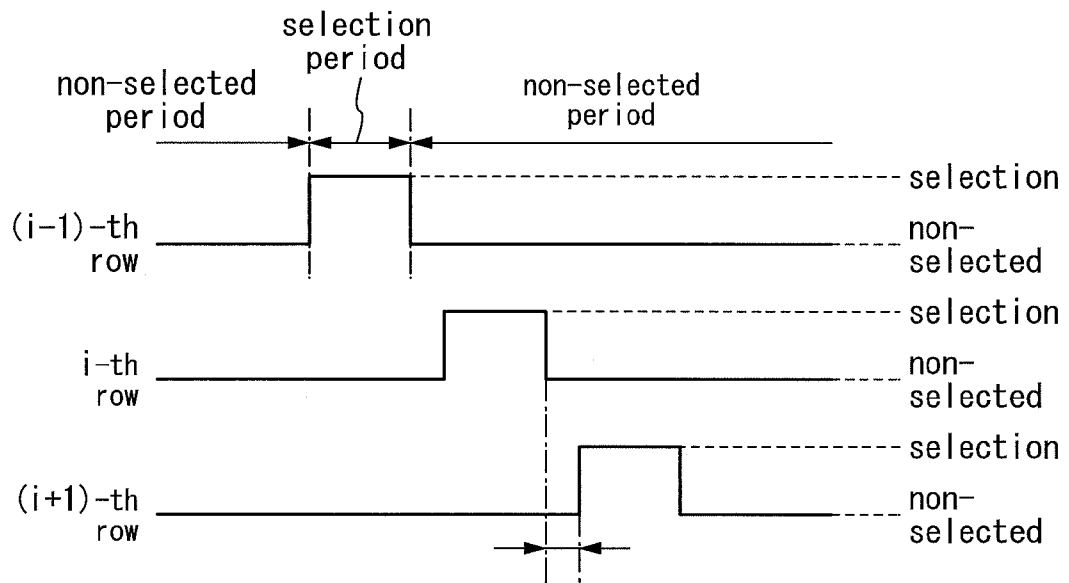 selection
period
non-selected
period
non-selected
period
selection
(i-1)-th
row
non-
selected
selection
i-th
row
non-
selected
selection
(i+1)-th
row
non-
selected